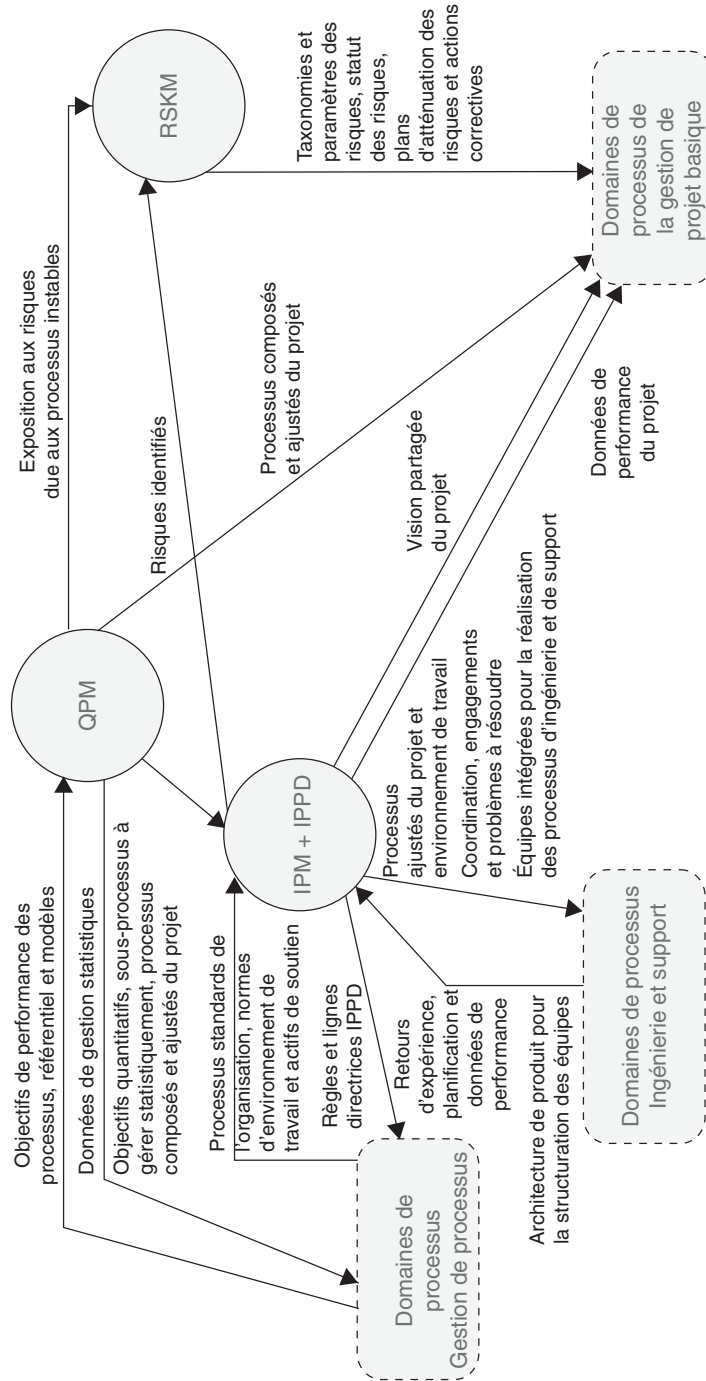 Exposition aux risques
due aux processus instables
QPM
RSKM
Objectifs de performance des
processus, référentiel et modèles
Données de gestion statistiques
Objectifs quantitatifs, sous-processus à
gérer statistiquement, processus
composés et ajustés du projet
Risques identifiés
Taxonomies et
paramètres des
risques, statut
des risques,
plans
d'atténuation des
risques et actions
correctives
Processus composés
et ajustés du projet
Processus standards de
l'organisation, normes
d'environnement de
travail et actifs de soutien
Règles et lignes
directrices IPPD
IPM + IPPD
Vision partagée
du projet
Domaines de
processus
Gestion de processus
Retours
d'expérience,
planification et
données de
performance
Processus
ajustés du projet et
environnement de travail
Coordination, engagements
et problèmes à résoudre
Équipes intégrées pour la réalisation
des processus d'ingénierie et de support
Données de
performance
du projet
Domaines de
processus de
la gestion de
projet basique
Architecture de produit pour
la structuration des équipes
Domaines de processus
Ingénierie et support